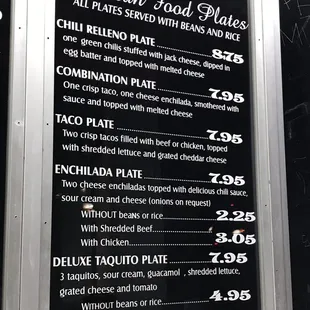 Food Plates
ALL PLATES SERVED WITH BEANS AND RICE
CHILI RELLENO PLATE 8.75
one green chilis stuffed with jack cheese, dipped in
egg batter and topped with melted cheese
COMBINATION PLATE 7.95
One crisp taco, one cheese enchilada, smothered with
sauce and topped with melted cheese
TACO PLATE 7.95
Two crisp tacos filled with beef or chicken, topped
with shredded lettuce and grated cheddar cheese
ENCHILADA PLATE 7.95
Two cheese enchiladas topped with delicious chili sauce,
sour cream and cheese (onions on request)
WITHOUT beans or rice 2.25
With Shredded Beef
With Chicken 3.05
DELUXE TAQUITO PLATE 7.95
3 taquitos, sour cream, guacamol , shredded lettuce,
grated cheese and tomato
WITHOUT beans or rice 4.95